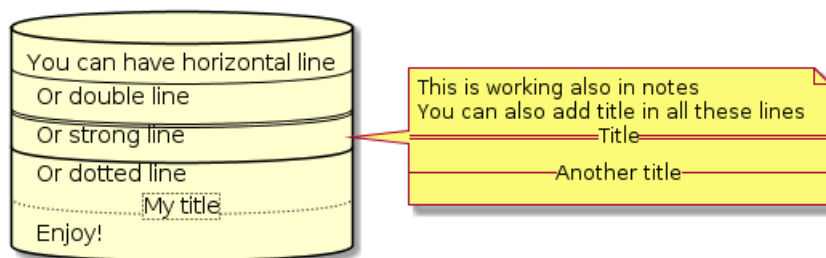 You can have horizontal line
Or double line
Or strong line
Or dotted line
My title
Enjoy!
This is working also in notes
You can also add title in all these lines
Title
Another title